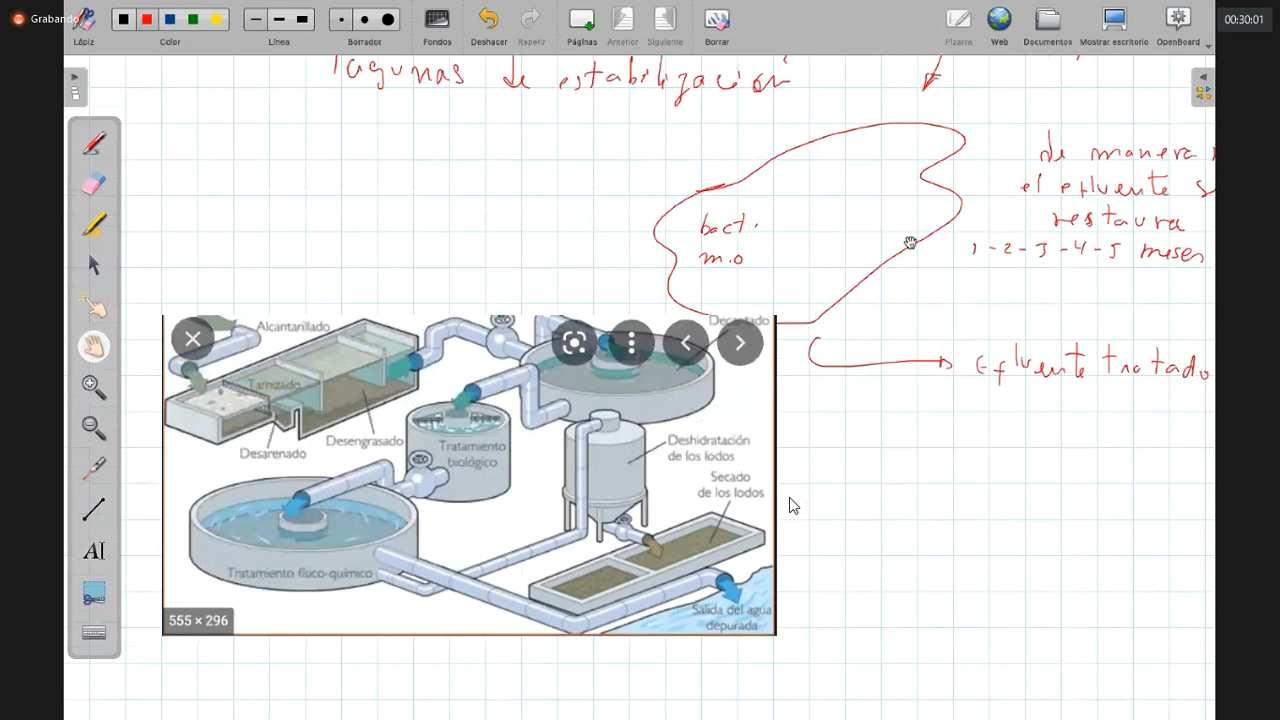 Grabando
00:30:01
Lápiz
Color
Línea
Borrador
Fondos
Deshacer
Repetir
Páginas
Anterior
Siguiente
Borrar
Pizarra
Web
Documentos
Mostrar escritorio
OpenBoard
lagunas de estabilización
de manera
el efluente s
restaura
1 - 2 - 3 - 4 - 5 meses
bact.
m.o
Efluente tratado
Alcantarillado
Decantado
Tamizado
Desengrasado
Desarenado
Tratamiento
biológico
Deshidratación
de los lodos
Secado
de los lodos
Tratamiento físico-químico
Salida del agua
depurada
555 × 296
AI